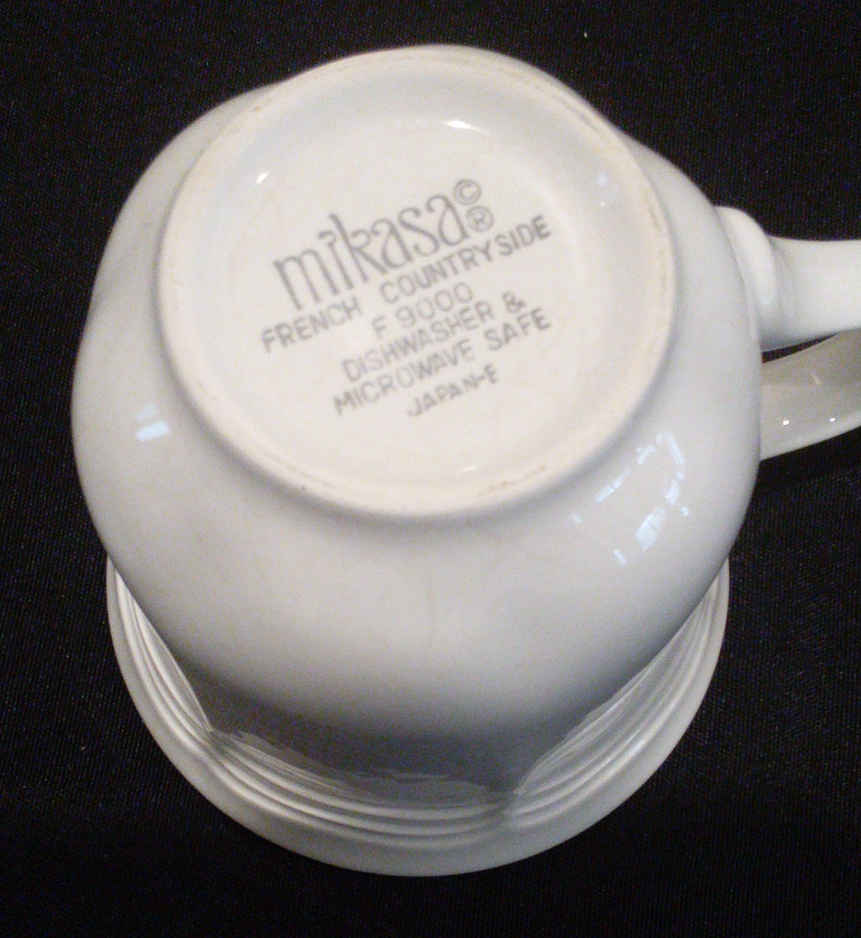 mikasa © ®
FRENCH COUNTRYSIDE
F 9000
DISHWASHER &
MICROWAVE SAFE
JAPAN-E